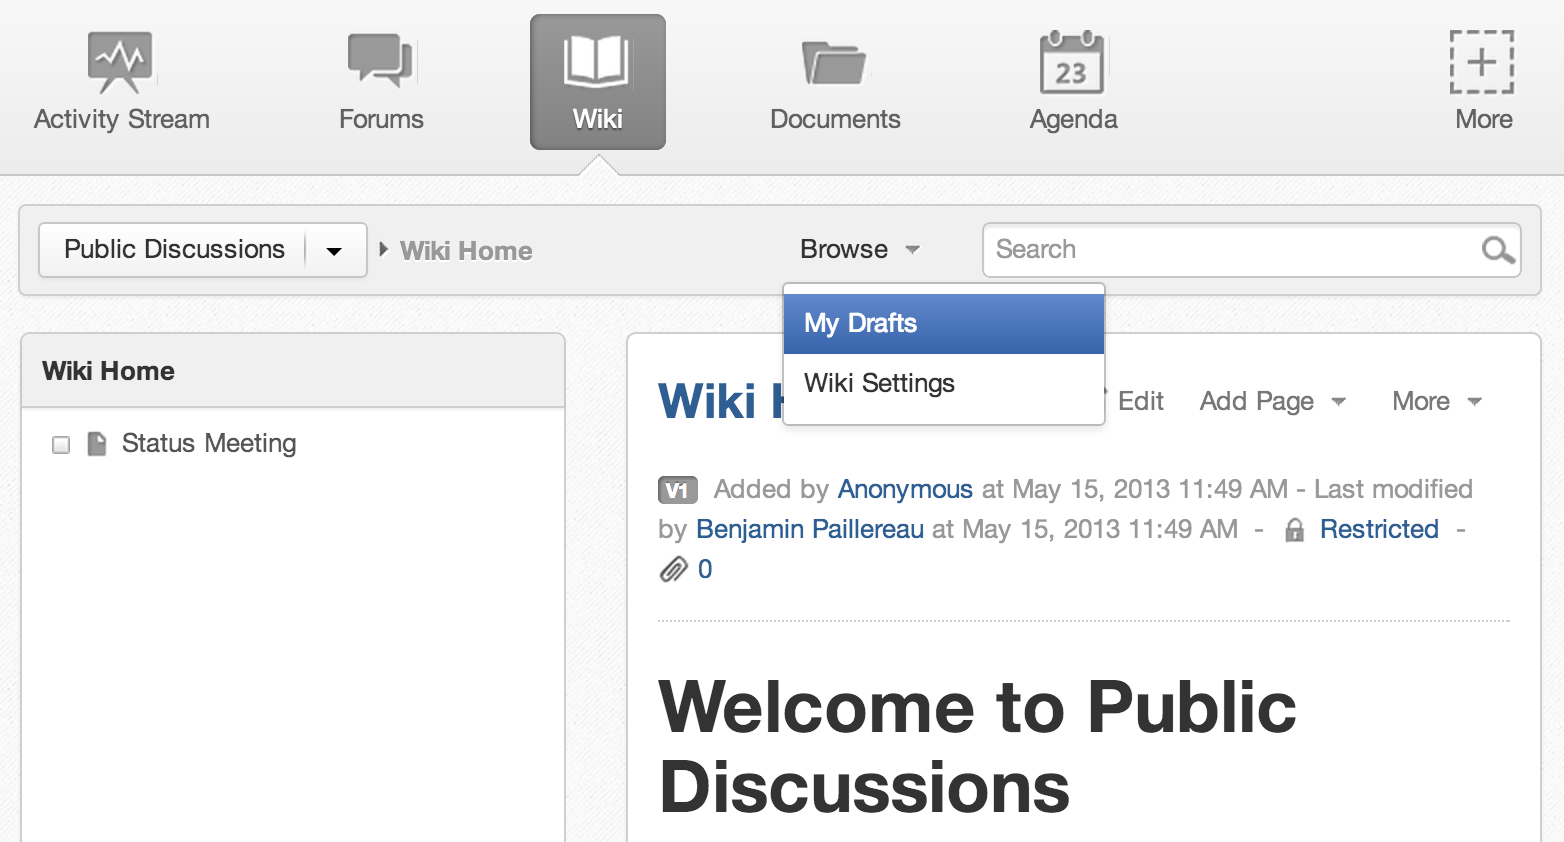 Activity Stream
Forums
Wiki
Documents
23
Agenda
More
Public Discussions
Wiki Home
Browse
Search
My Drafts
Wiki Settings
Wiki Home
Status Meeting
Wiki
Edit
Add Page
More
V1 Added by Anonymous at May 15, 2013 11:49 AM - Last modified
by Benjamin Paillereau at May 15, 2013 11:49 AM - Restricted -
0
Welcome to Public
Discussions